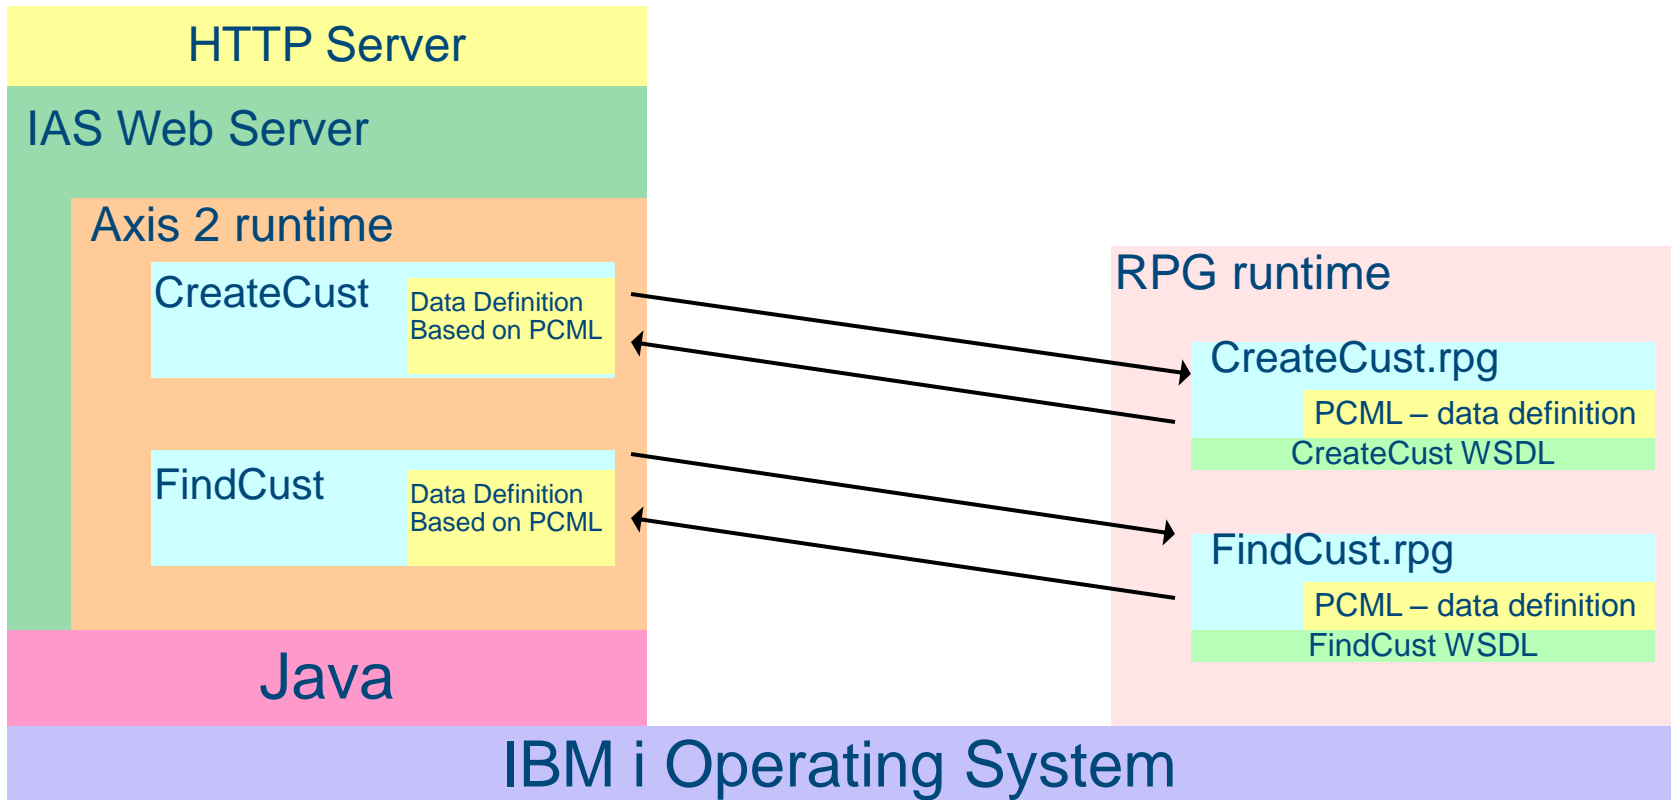 HTTP Server
IAS Web Server
Axis 2 runtime
CreateCust
Data Definition
Based on PCML
FindCust
Data Definition
Based on PCML
Java
RPG runtime
CreateCust.rpg
PCML – data definition
CreateCust WSDL
FindCust.rpg
PCML – data definition
FindCust WSDL
IBM i Operating System